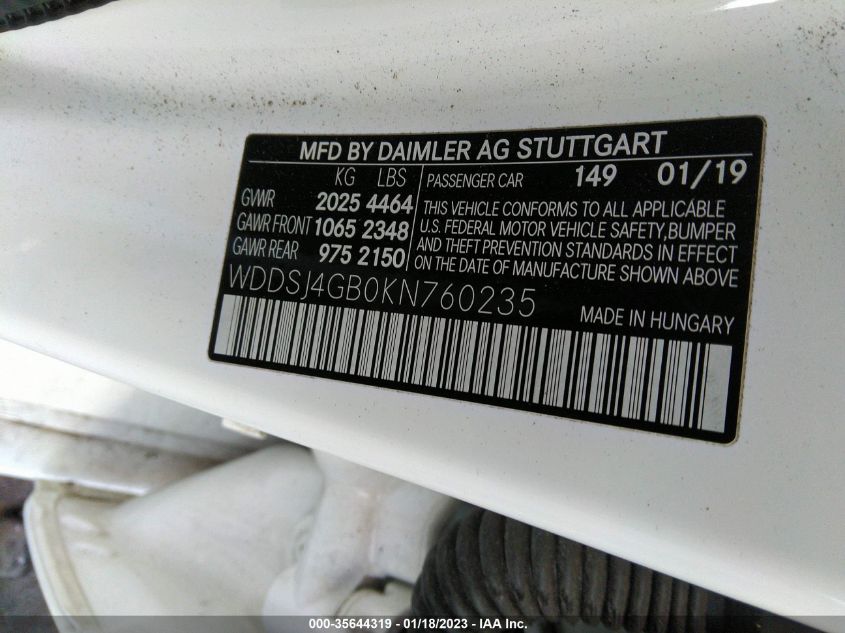 MFD BY DAIMLER AG STUTTGART
KG LBS
GVWR 2025 4464
GAWR FRONT 1065 2348
GAWR REAR 975 2150
PASSENGER CAR 149 01/19
THIS VEHICLE CONFORMS TO ALL APPLICABLE
U.S. FEDERAL MOTOR VEHICLE SAFETY, BUMPER
AND THEFT PREVENTION STANDARDS IN EFFECT
ON THE DATE OF MANUFACTURE SHOWN ABOVE
WDDSJ4GB0KN760235
MADE IN HUNGARY
000-35644319 - 01/18/2023 - IAA Inc.